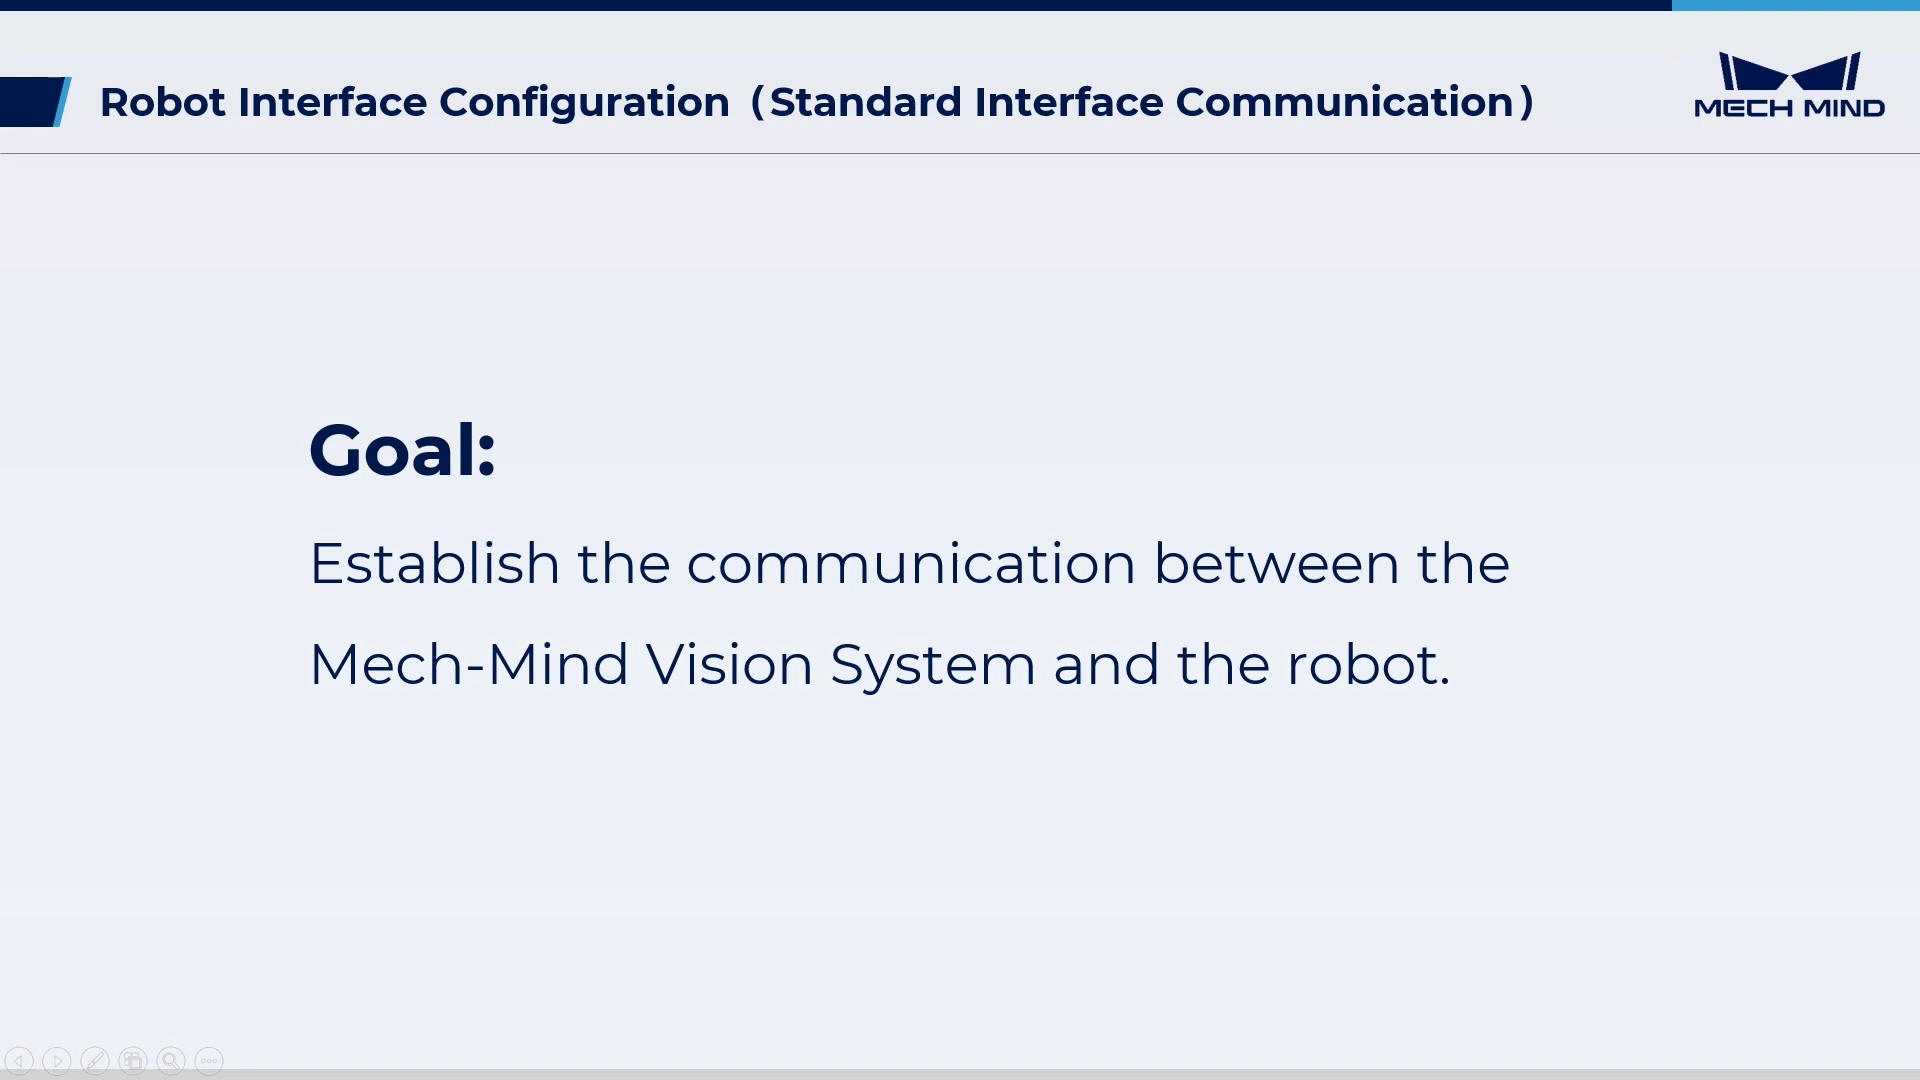 Robot Interface Configuration (Standard Interface Communication)
MECH MIND
Goal:
Establish the communication between the
Mech-Mind Vision System and the robot.